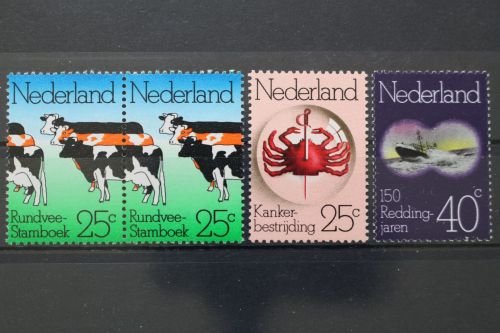 Nederland
Rundvee-
Stamboek 25c
Nederland
Rundvee-
Stamboek 25c
Nederland
Kanker-
bestrijding 25c
Nederland
150
Redding-
jaren 40c